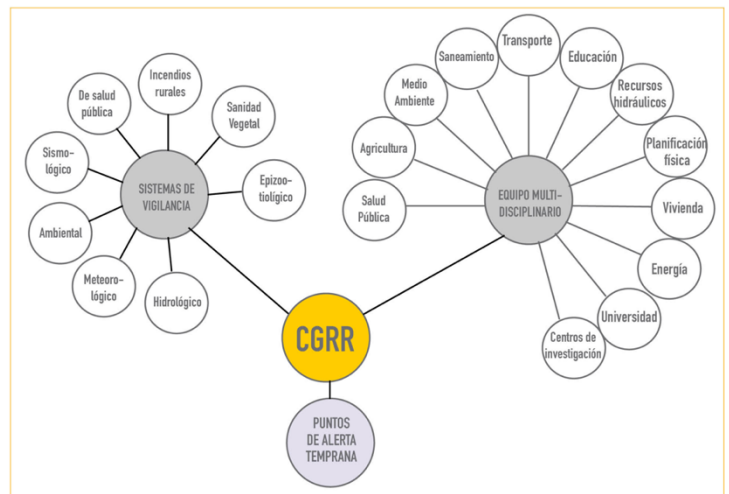 Incendios
rurales
De salud
pública
Sanidad
Vegetal
Sismo-
lógico
Epizoo-
tiológico
Ambiental
Meteoro-
lógico
Hidrológico
SISTEMAS DE
VIGILANCIA
Transporte
Saneamiento
Educación
Medio
Ambiente
Recursos
hidráulicos
Agricultura
Planificación
física
Salud
Pública
Vivienda
Energía
Universidad
Centros de
investigación
EQUIPO MULTI-
DISCIPLINARIO
CGRR
PUNTOS
DE ALERTA
TEMPRANA